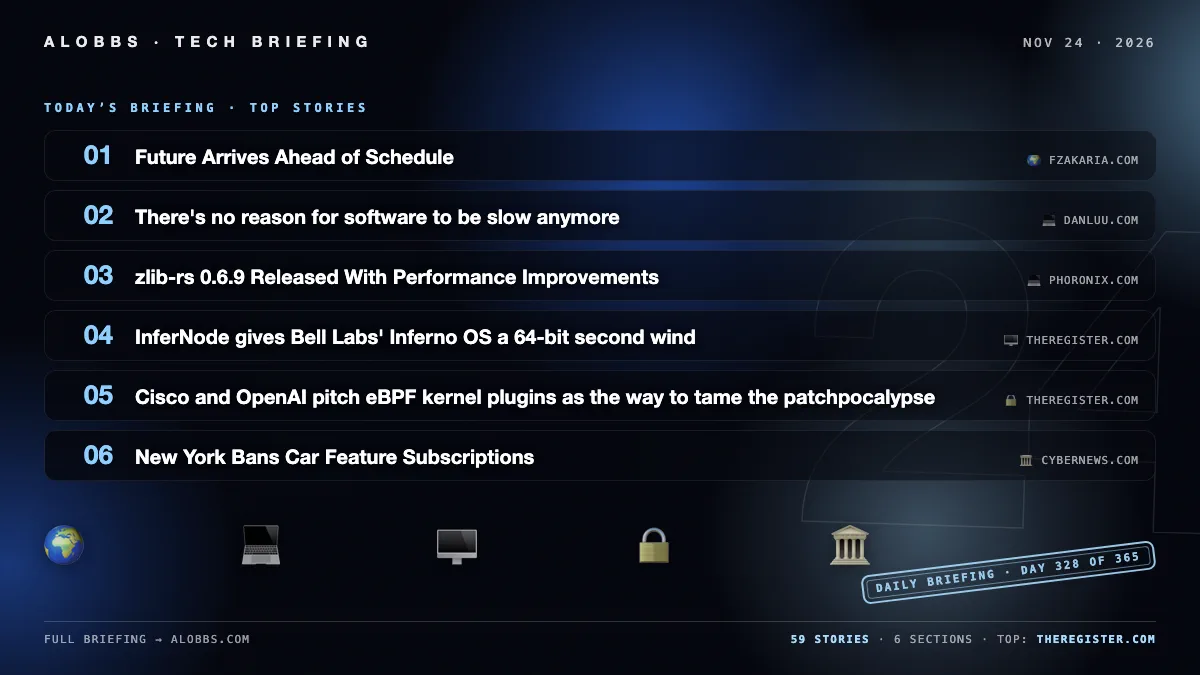 ALOBBS · TECH BRIEFING
NOV 24 · 2026
TODAY'S BRIEFING · TOP STORIES
01 Future Arrives Ahead of Schedule FZAKARIA.COM
02 There's no reason for software to be slow anymore DANLUU.COM
03 zlib-rs 0.6.9 Released With Performance Improvements PHORONIX.COM
04 InferNode gives Bell Labs' Inferno OS a 64-bit second wind THEREGISTER.COM
05 Cisco and OpenAI pitch eBPF kernel plugins as the way to tame the patchpocalypse THEREGISTER.COM
06 New York Bans Car Feature Subscriptions CYBERNEWS.COM
24
DAILY BRIEFING · DAY 328 OF 365
FULL BRIEFING → ALOBBS.COM
59 STORIES · 6 SECTIONS · TOP: THEREGISTER.COM